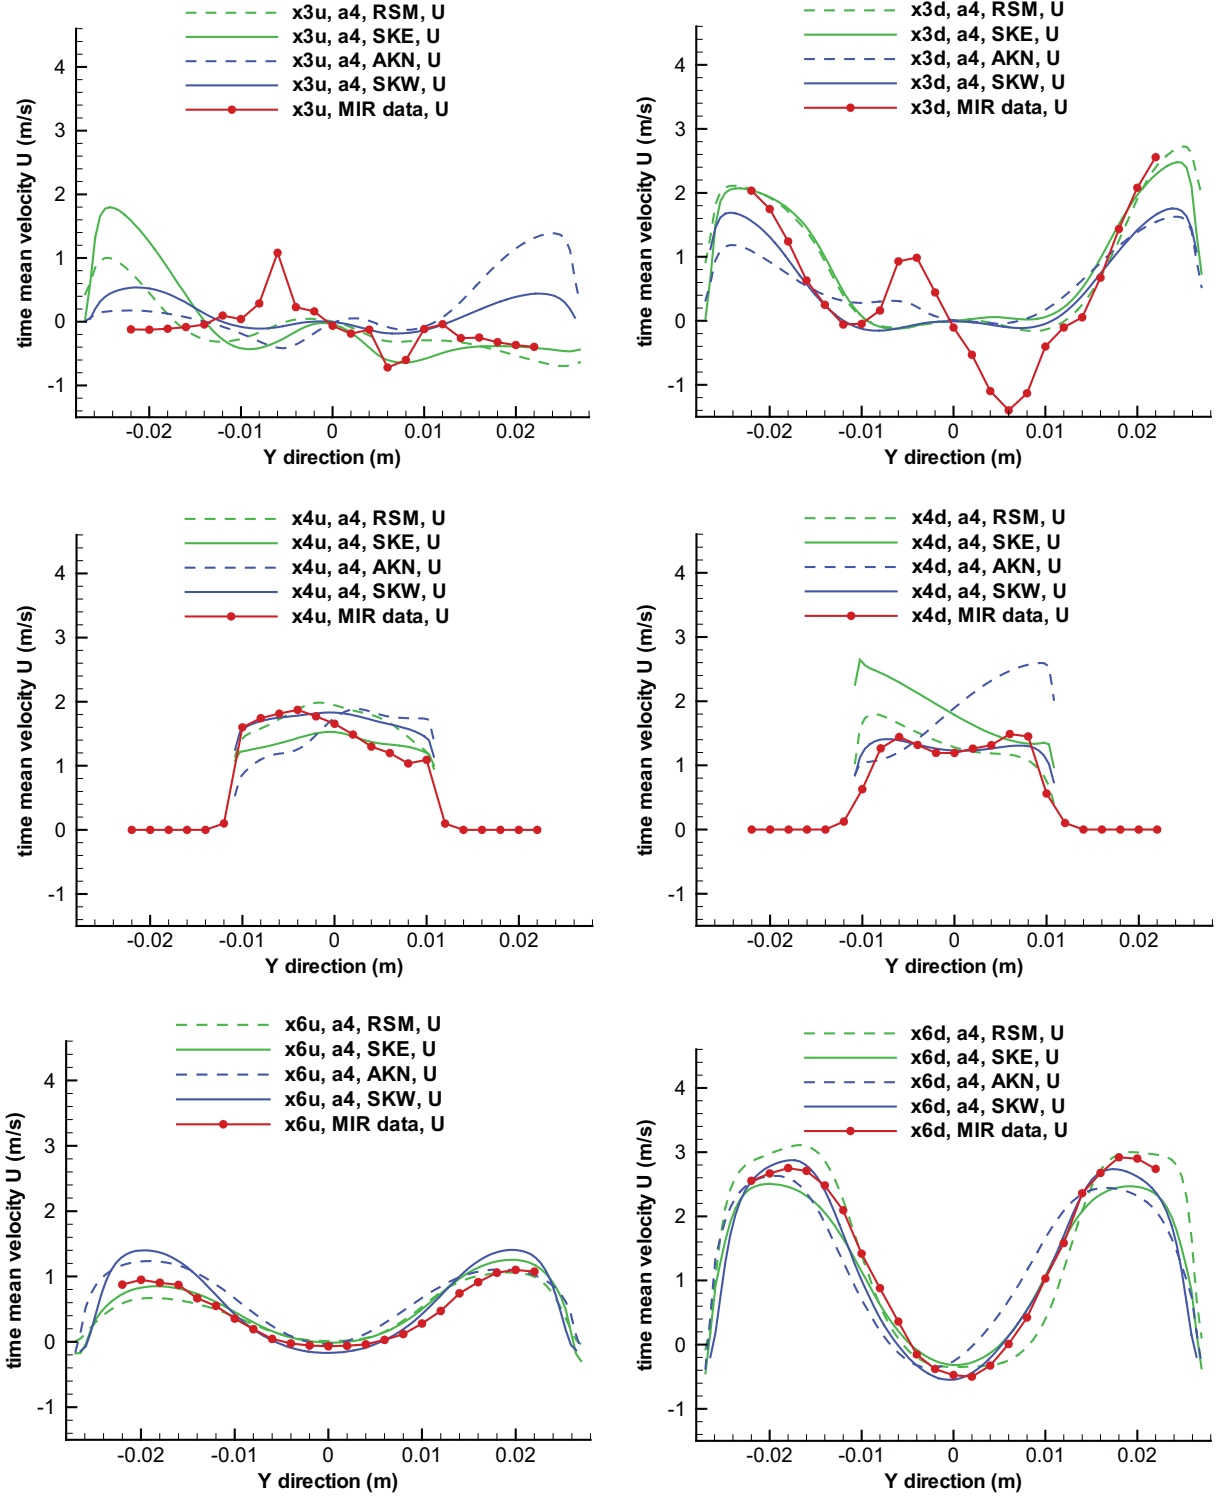 x3u, a4, RSM, U
x3u, a4, SKE, U
x3u, a4, AKN, U
x3u, a4, SKW, U
x3u, MIR data, U
time mean velocity U (m/s)
4
3
2
1
0
-1
-0.02 -0.01 0 0.01 0.02
Y direction (m)
x3d, a4, RSM, U
x3d, a4, SKE, U
x3d, a4, AKN, U
x3d, a4, SKW, U
x3d, MIR data, U
time mean velocity U (m/s)
4
3
2
1
0
-1
-0.02 -0.01 0 0.01 0.02
Y direction (m)
x4u, a4, RSM, U
x4u, a4, SKE, U
x4u, a4, AKN, U
x4u, a4, SKW, U
x4u, MIR data, U
time mean velocity U (m/s)
4
3
2
1
0
-1
-0.02 -0.01 0 0.01 0.02
Y direction (m)
x4d, a4, RSM, U
x4d, a4, SKE, U
x4d, a4, AKN, U
x4d, a4, SKW, U
x4d, MIR data, U
time mean velocity U (m/s)
4
3
2
1
0
-1
-0.02 -0.01 0 0.01 0.02
Y direction (m)
x6u, a4, RSM, U
x6u, a4, SKE, U
x6u, a4, AKN, U
x6u, a4, SKW, U
x6u, MIR data, U
time mean velocity U (m/s)
4
3
2
1
0
-1
-0.02 -0.01 0 0.01 0.02
Y direction (m)
x6d, a4, RSM, U
x6d, a4, SKE, U
x6d, a4, AKN, U
x6d, a4, SKW, U
x6d, MIR data, U
time mean velocity U (m/s)
4
3
2
1
0
-1
-0.02 -0.01 0 0.01 0.02
Y direction (m)